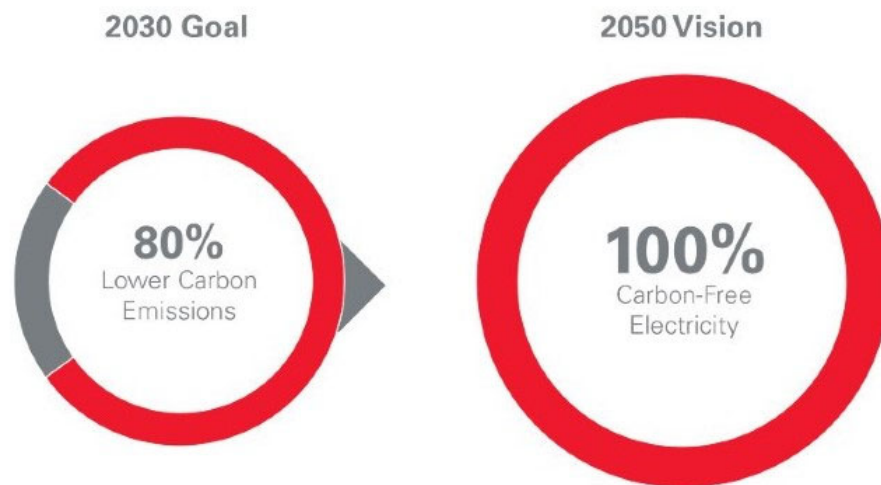 2030 Goal
80%
Lower Carbon
Emissions
2050 Vision
100%
Carbon-Free
Electricity